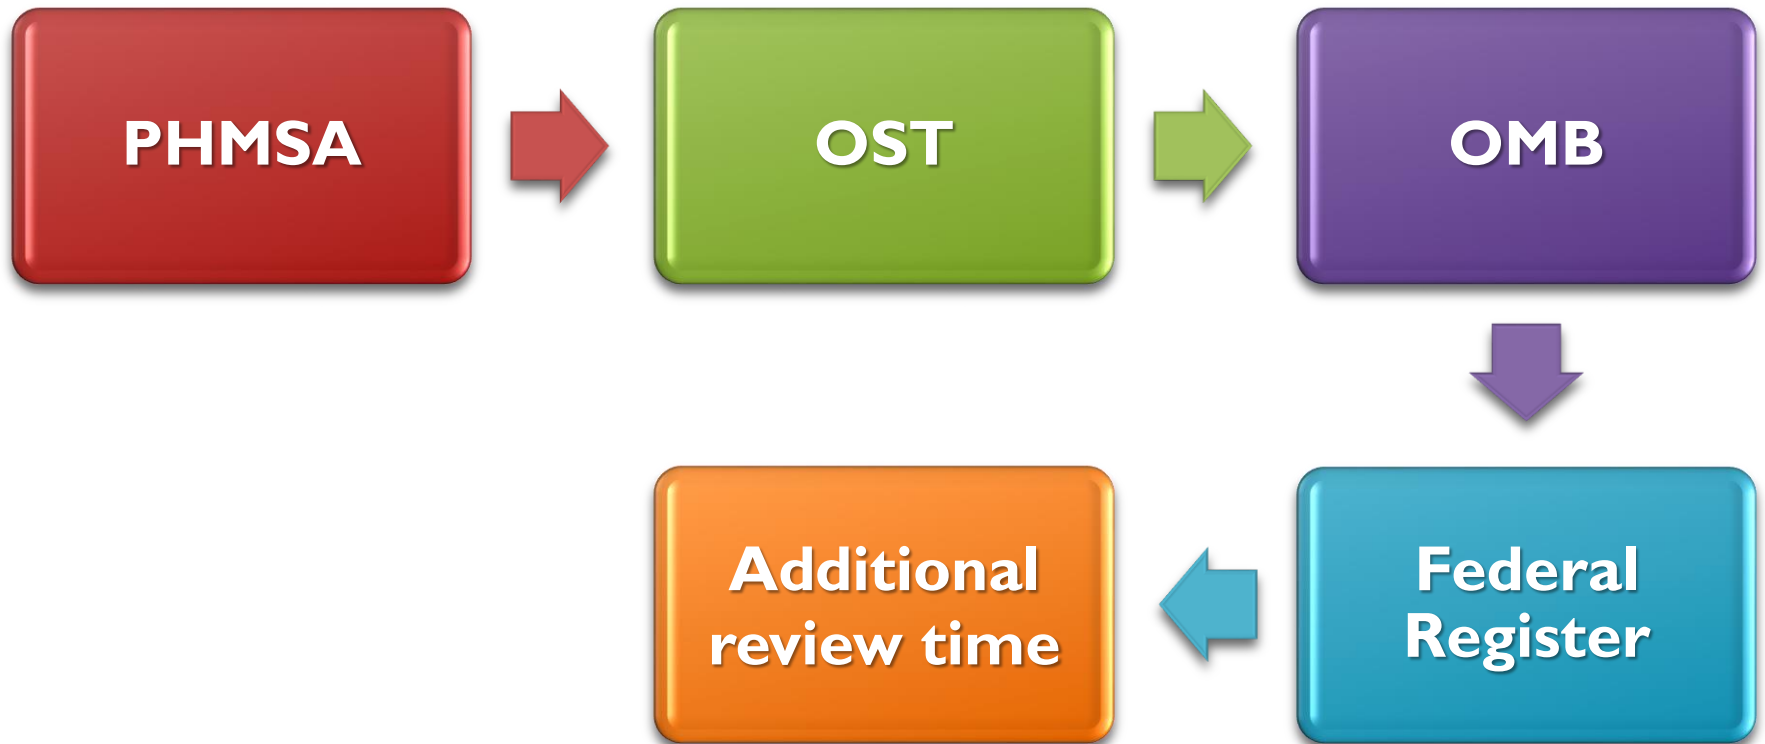 PHMSA
OST
OMB
Federal
Register
Additional
review time